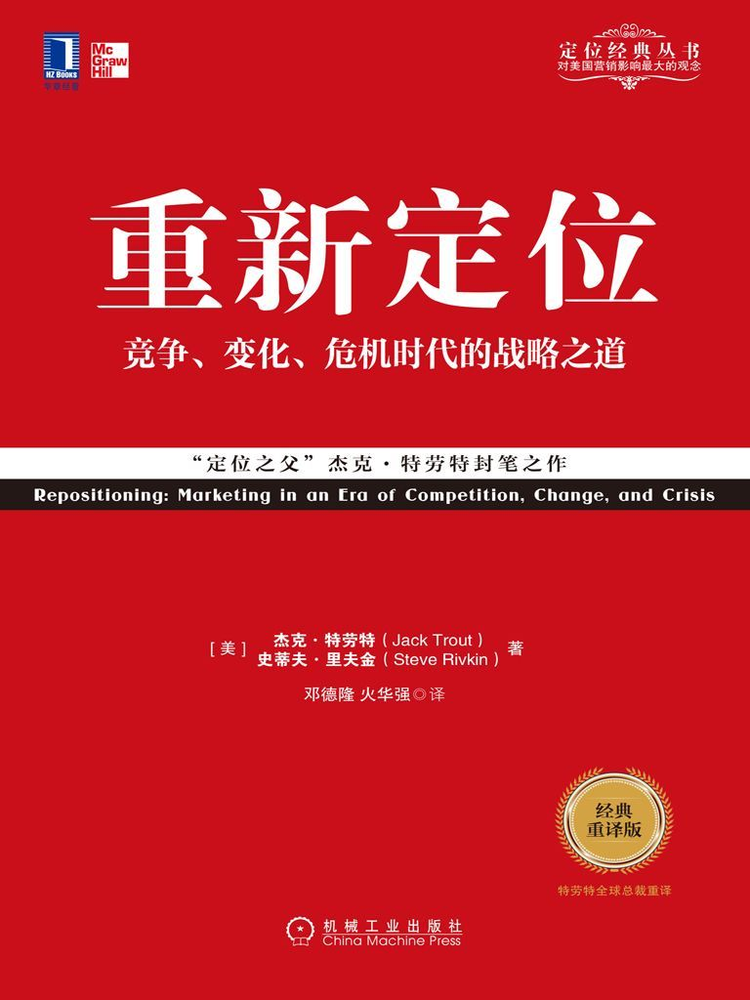 HZ Books
华章经管
Mc
Graw
Hill
定位经典丛书
对美国营销影响最大的观念
重新定位
竞争、变化、危机时代的战略之道
“定位之父”杰克·特劳特封笔之作
Repositioning: Marketing in an Era of Competition, Change, and Crisis
[美] 杰克·特劳特（Jack Trout）
史蒂夫·里夫金（Steve Rivkin） 著
邓德隆 火华强◎译
经典
重译版
特劳特全球总裁重译
机械工业出版社
China Machine Press